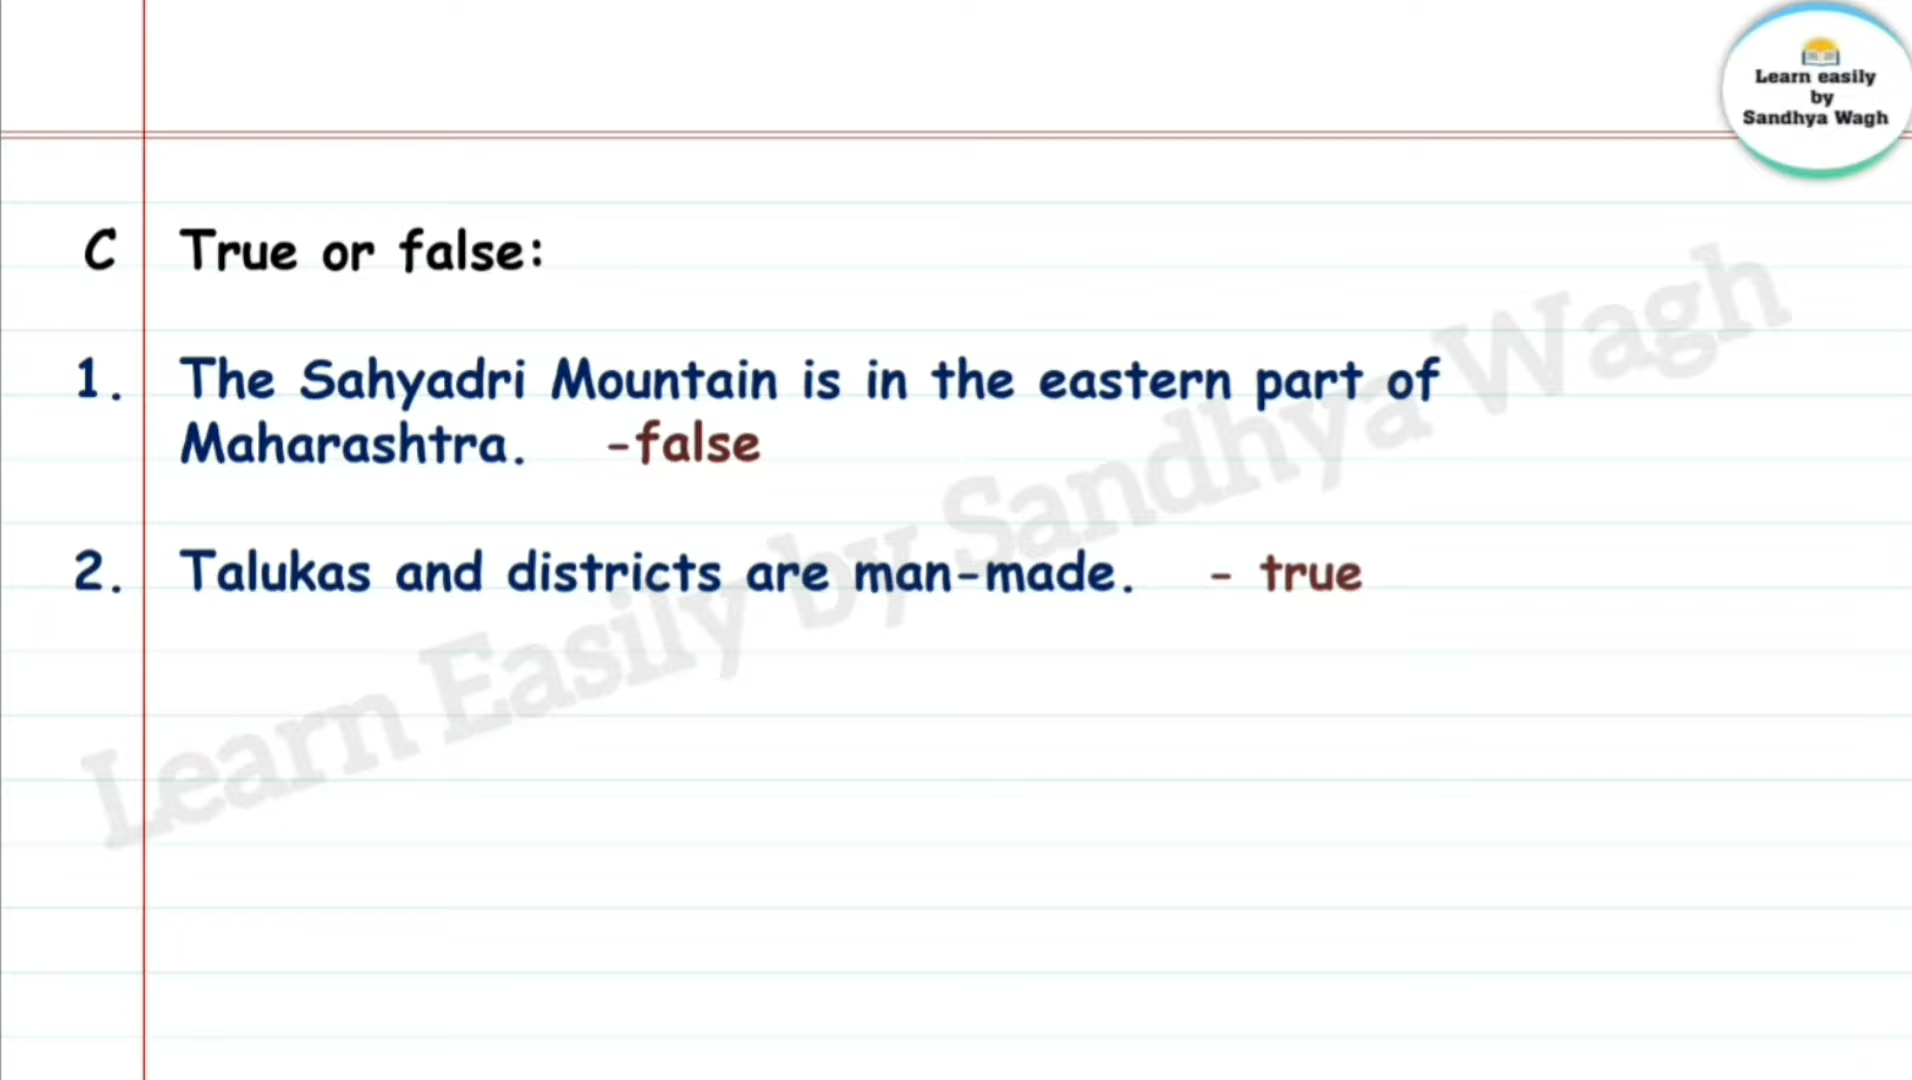 Learn easily
by
Sandhya Wagh
C True or false:
1. The Sahyadri Mountain is in the eastern part of
Maharashtra. -false
2. Talukas and districts are man-made. - true
Learn Easily by Sandhya Wagh